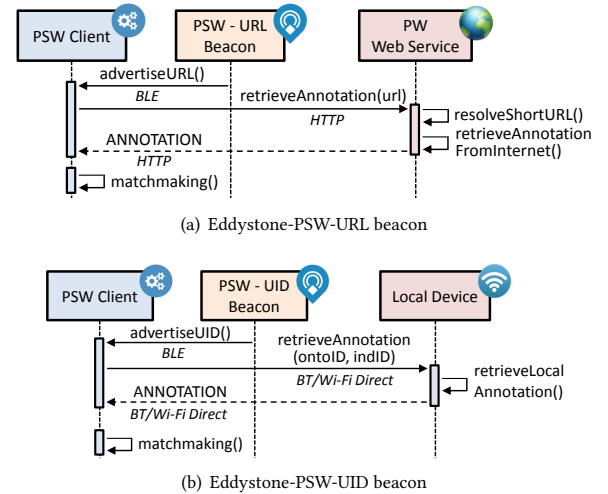 PSW Client
PSW - URL
Beacon
PW
Web Service
advertiseURL()
BLE
retrieveAnnotation(url)
HTTP
resolveShortURL()
retrieveAnnotation
FromInternet()
ANNOTATION
HTTP
matchmaking()
(a) Eddystone-PSW-URL beacon
PSW Client
PSW - UID
Beacon
Local Device
advertiseUID()
BLE
retrieveAnnotation
(ontoID, indID)
BT/Wi-Fi Direct
retrieveLocal
Annotation()
ANNOTATION
BT/Wi-Fi Direct
matchmaking()
(b) Eddystone-PSW-UID beacon